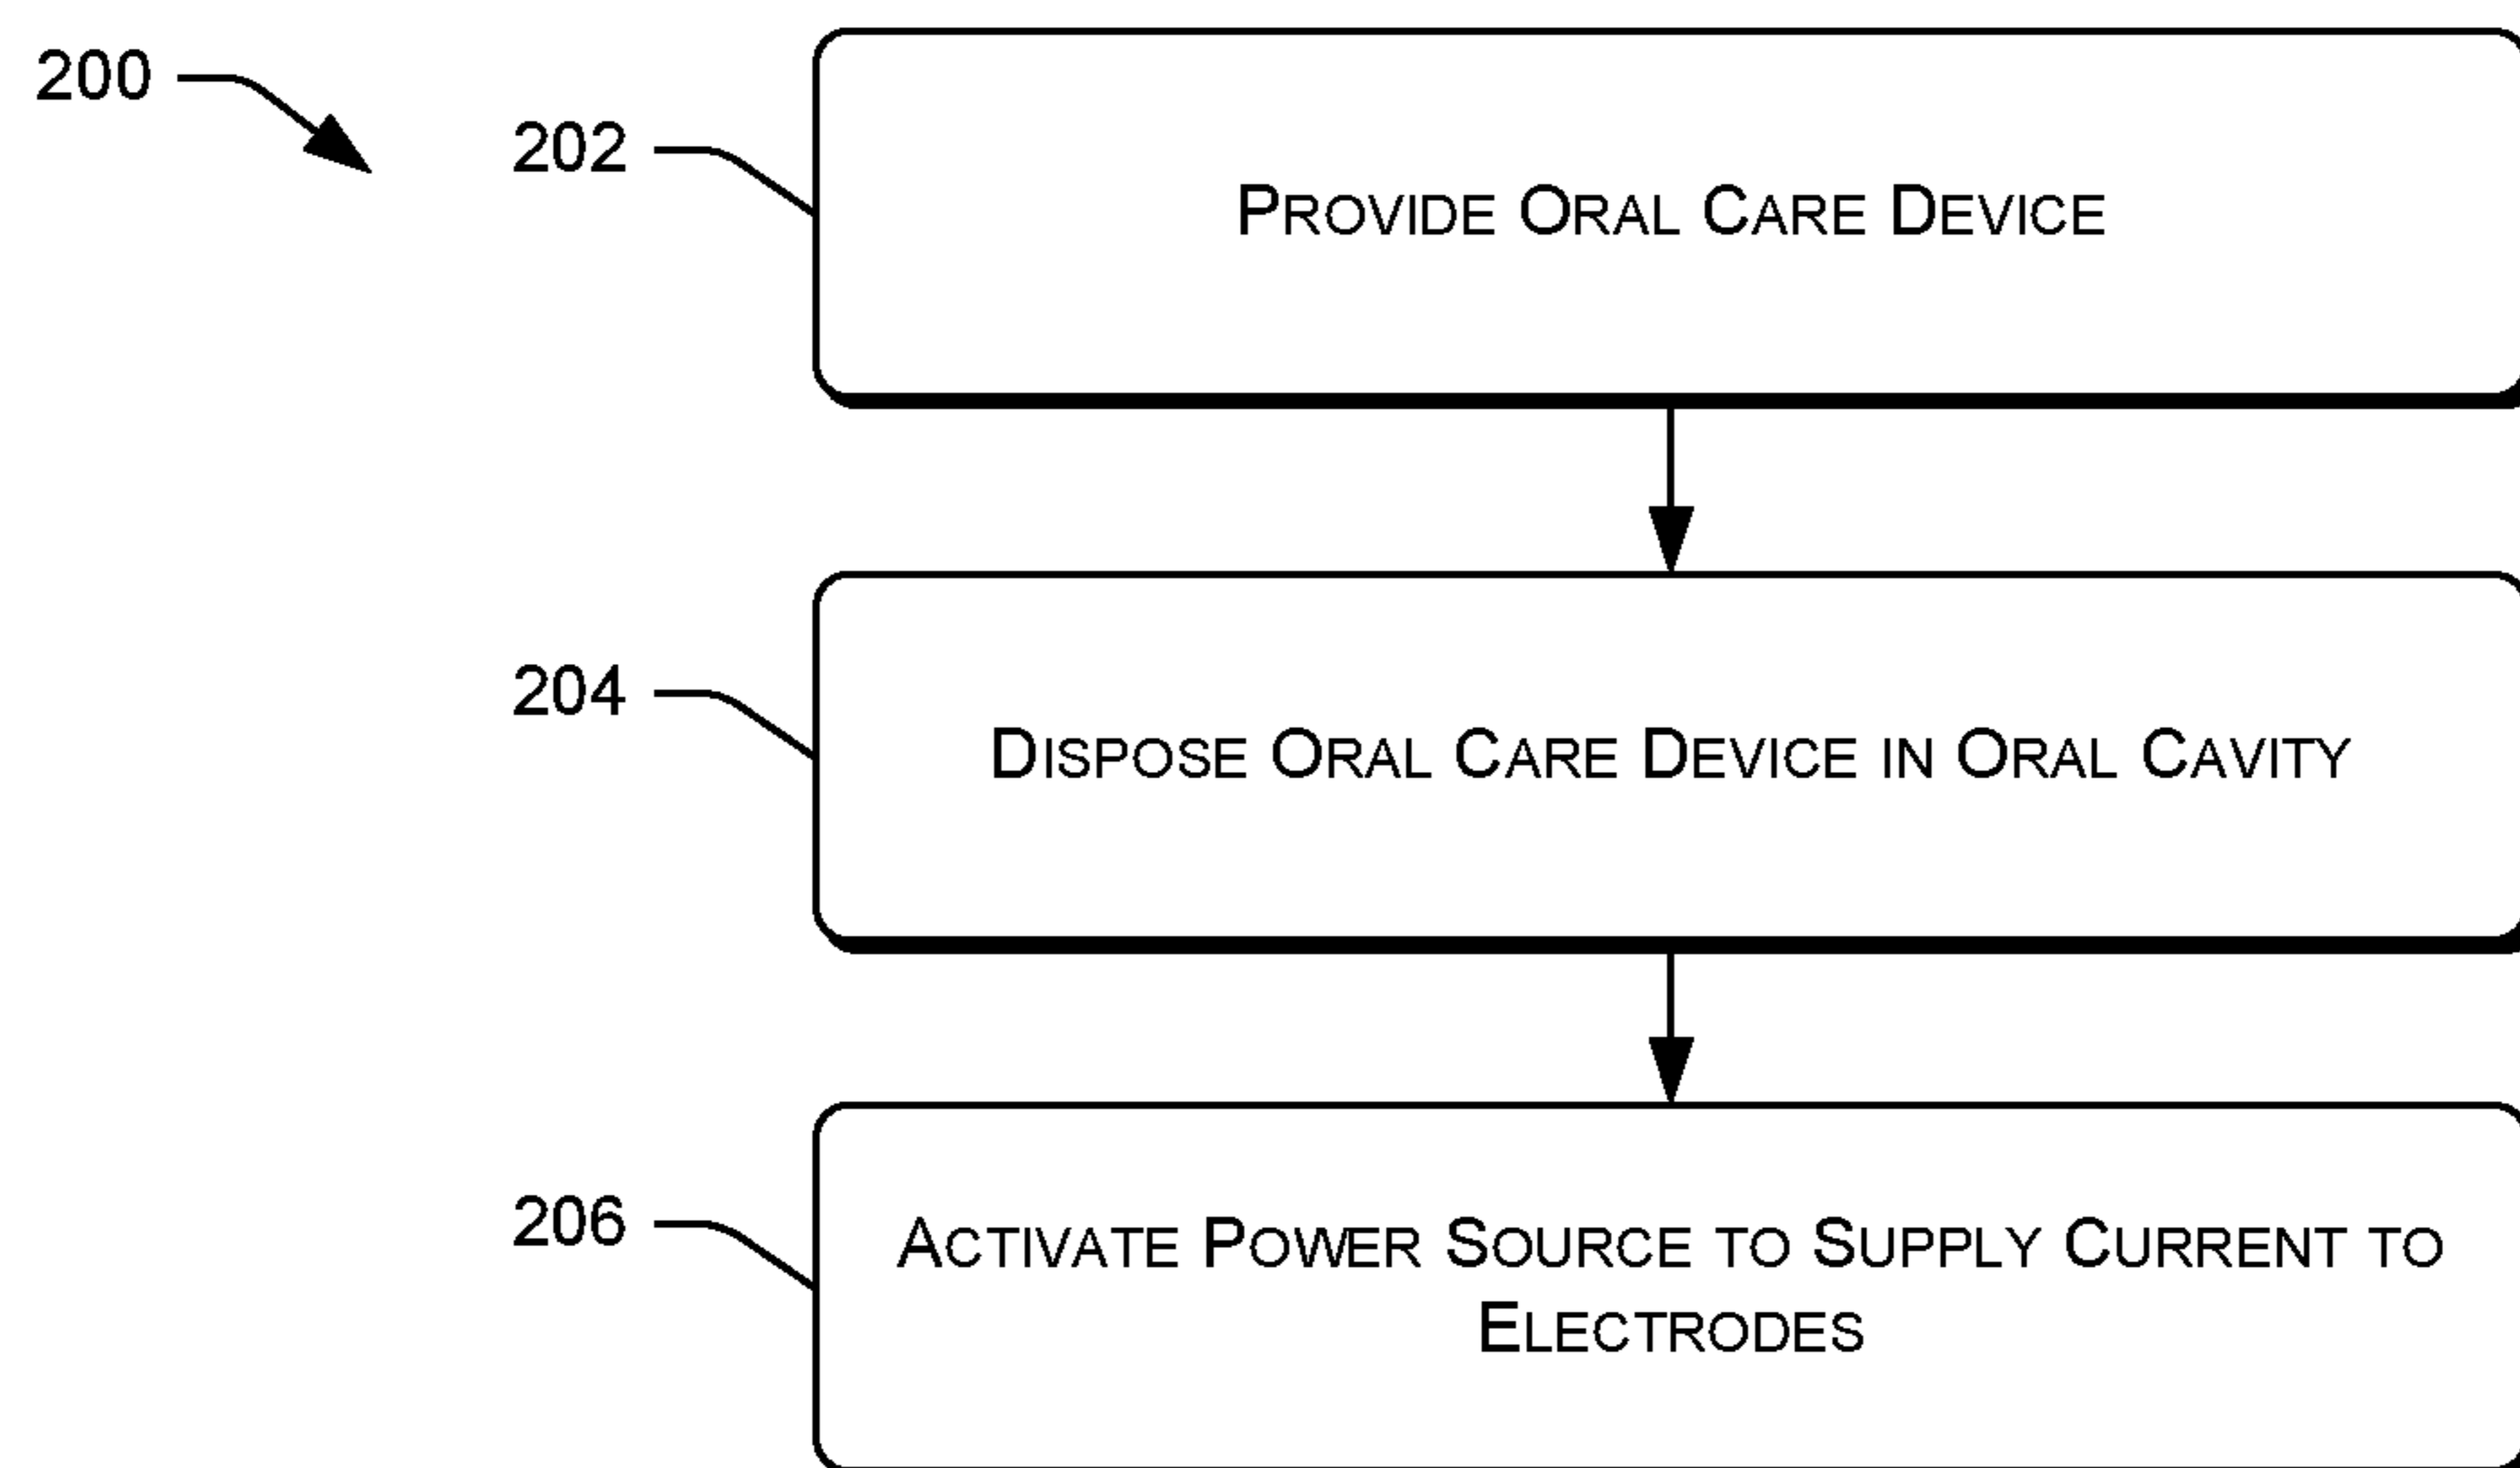 200
202
PROVIDE ORAL CARE DEVICE
204
DISPOSE ORAL CARE DEVICE IN ORAL CAVITY
206
ACTIVATE POWER SOURCE TO SUPPLY CURRENT TO
ELECTRODES